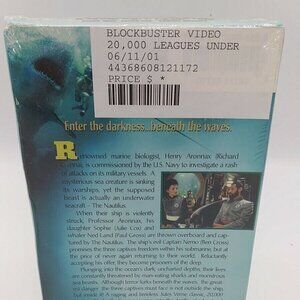 BLOCKBUSTER VIDEO
20,000 LEAGUES UNDER
06/11/01
44368608121172
PRICE $ *
Enter the darkness...beneath the waves.
Renowned marine biologist, Henry Aronnax (Richard
is commissioned by the U.S. Navy to investigate a rash
of attacks on its military vessels. A
mysterious sea creature is sinking
its warships; yet the supposed
beast is actually an underwater
seacraft - The Nautilus.
When their ship is violently
struck, Professor Aronnax, his
daughter Sophie (Julie Cox) and
whaler Ned Land (Paul Gross) are thrown overboard and cap-
tured by The Nautilus. The ship's evil Captain Nemo (Ben Cross)
promises the three captives freedom within his submarine; but at
the price of never again returning to their world. Reluctantly
accepting his offer, they become prisoners of the deep.
Plunging into the ocean's dark, uncharted depths, their lives
are constantly threatened by man-eating sharks and monstrous
sea beasts. Although terror lurks beneath the waves, the great
est danger the three captives must face is not outside the ship,
but inside it! A raging and timeless Jules Verne classic, 20,000